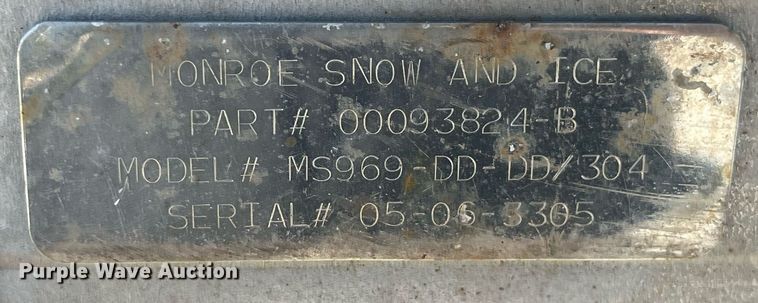 MONROE SNOW AND ICE
PART# 00093824-B
MODEL# MS969-DD-DD/304
SERIAL# 05-06-3305
Purple Wave Auction